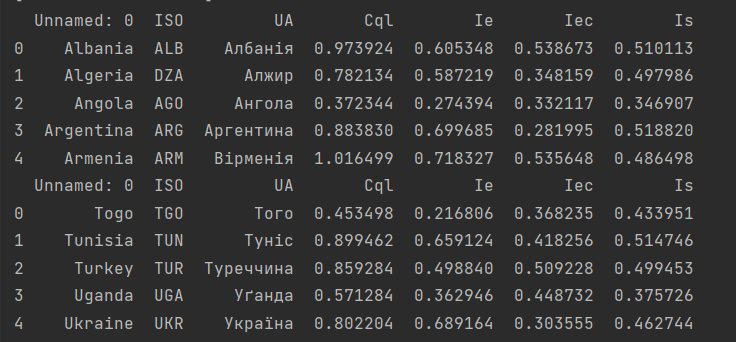 Unnamed: 0 ISO UA Cql Ie Iec Is
0 Albania ALB Албанія 0.973924 0.605348 0.538673 0.510113
1 Algeria DZA Алжир 0.782134 0.587219 0.348159 0.497986
2 Angola AGO Ангола 0.372344 0.274394 0.332117 0.346907
3 Argentina ARG Аргентина 0.883830 0.699685 0.281995 0.518820
4 Armenia ARM Вірменія 1.016499 0.718327 0.535648 0.486498
Unnamed: 0 ISO UA Cql Ie Iec Is
0 Togo TGO Того 0.453498 0.216806 0.368235 0.433951
1 Tunisia TUN Туніс 0.899462 0.659124 0.418256 0.514746
2 Turkey TUR Туреччина 0.859284 0.498840 0.509228 0.499453
3 Uganda UGA Уґанда 0.571284 0.362946 0.448732 0.375726
4 Ukraine UKR Україна 0.802204 0.689164 0.303555 0.462744